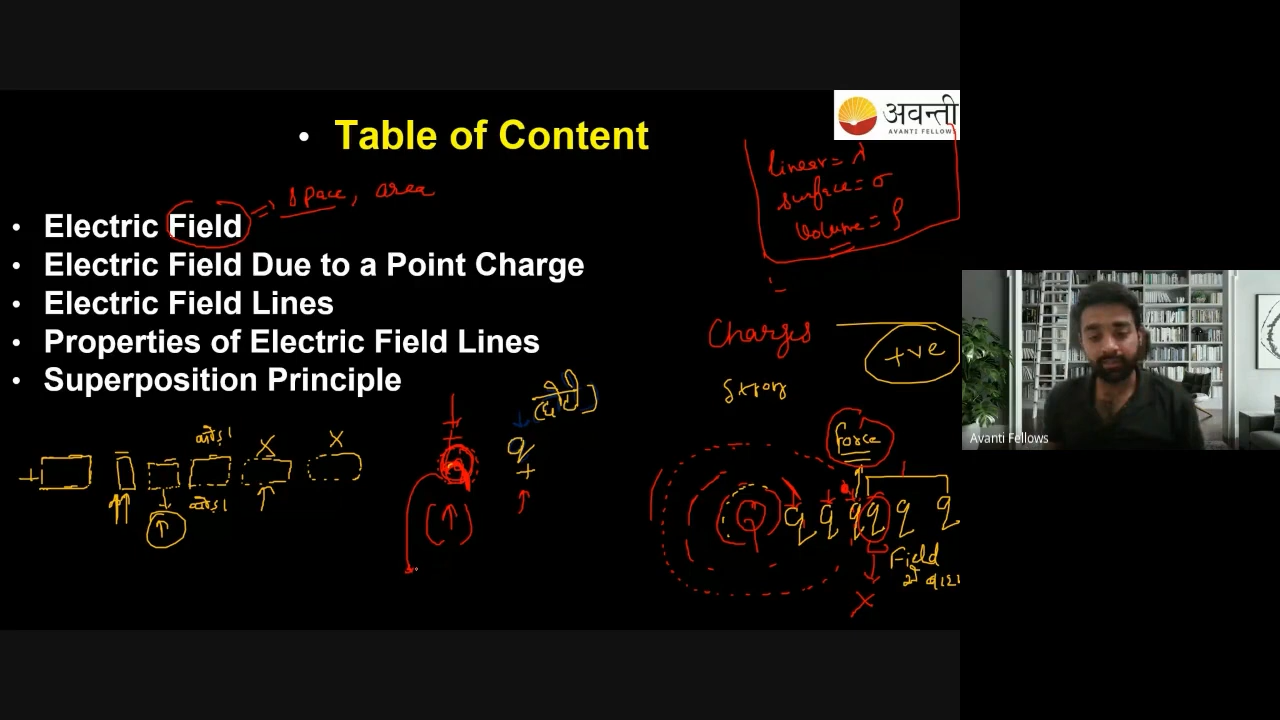 • Table of Content
अवन्ती
AVANTI FELLOWS
linear = λ
surface = σ
volume = ρ
• Electric Field => space, area
• Electric Field Due to a Point Charge
• Electric Field Lines
• Properties of Electric Field Lines
• Superposition Principle
Charges
+ve
Force
q
+
Q q q q q q q
Field
X X
X
Avanti Fellows